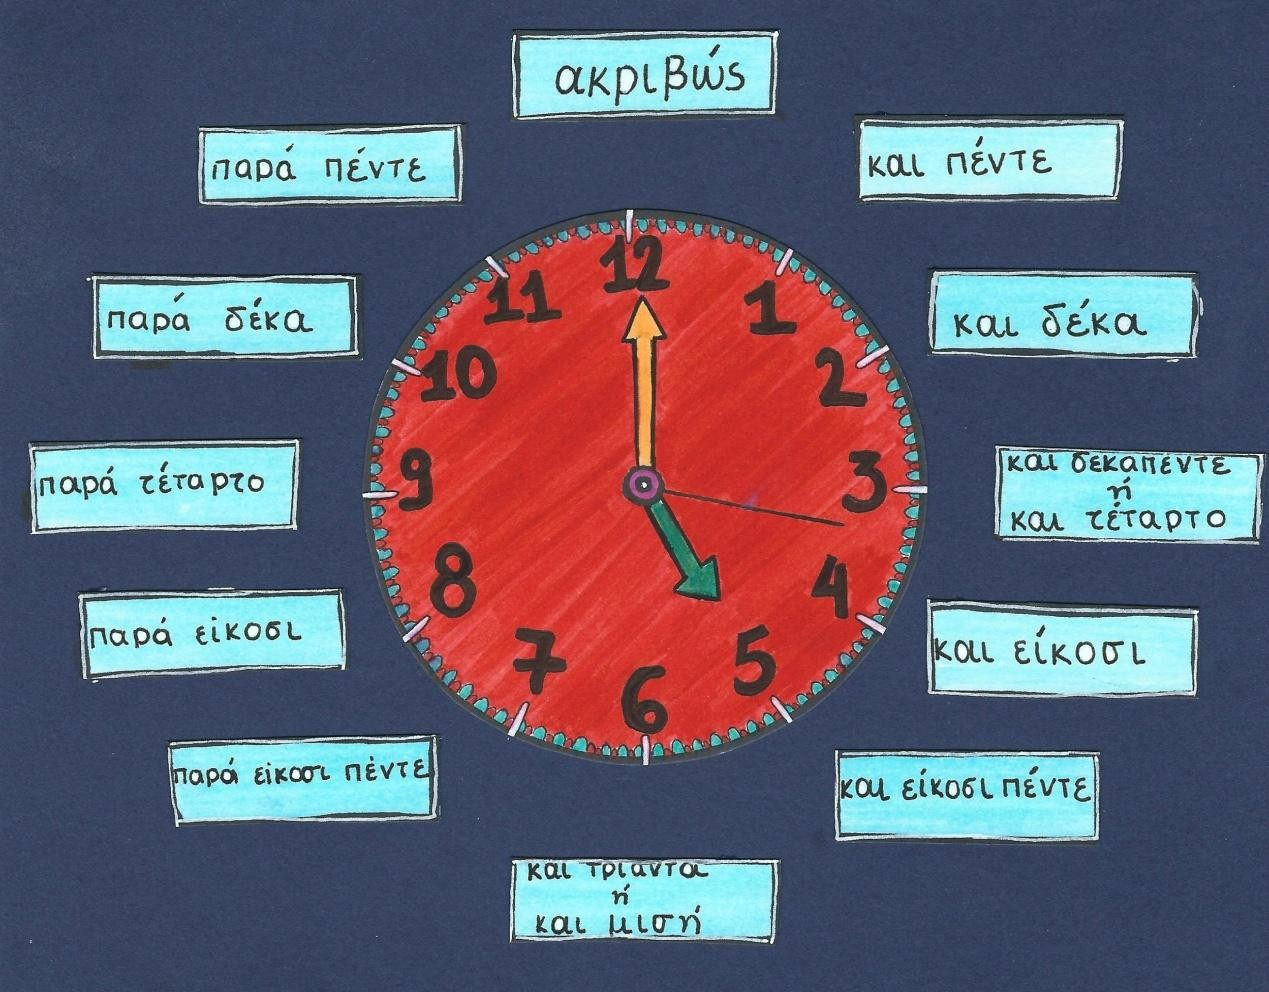 ακριβώς
παρά πέντε
και πέντε
παρά δέκα
και δέκα
παρά τέταρτο
και δεκαπέντε
ή
και τέταρτο
παρά είκοσι
και είκοσι
παρά είκοσι πέντε
και είκοσι πέντε
και τριάντα
ή
και μισή
12
11
1
10
2
9
3
8
4
7
5
6